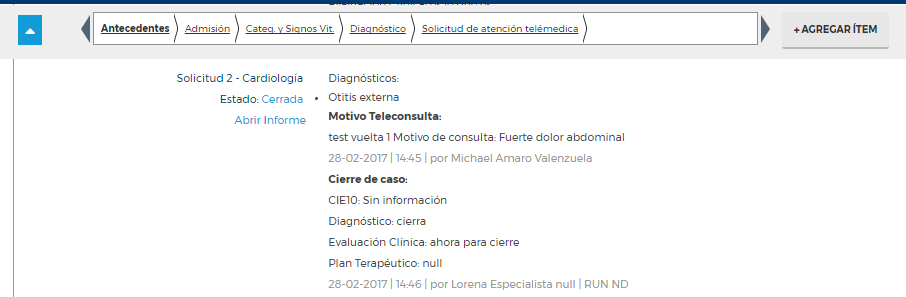 Antecedentes Admisión Categ. y Signos Vit. Diagnóstico Solicitud de atención telémedica + AGREGAR ÍTEM
Solicitud 2 - Cardiología
Estado: Cerrada
Abrir Informe
Diagnósticos:
• Otitis externa
Motivo Teleconsulta:
test vuelta 1 Motivo de consulta: Fuerte dolor abdominal
28-02-2017 | 14:45 | por Michael Amaro Valenzuela
Cierre de caso:
CIE10: Sin información
Diagnóstico: cierra
Evaluación Clínica: ahora para cierre
Plan Terapéutico: null
28-02-2017 | 14:46 | por Lorena Especialista null | RUN ND